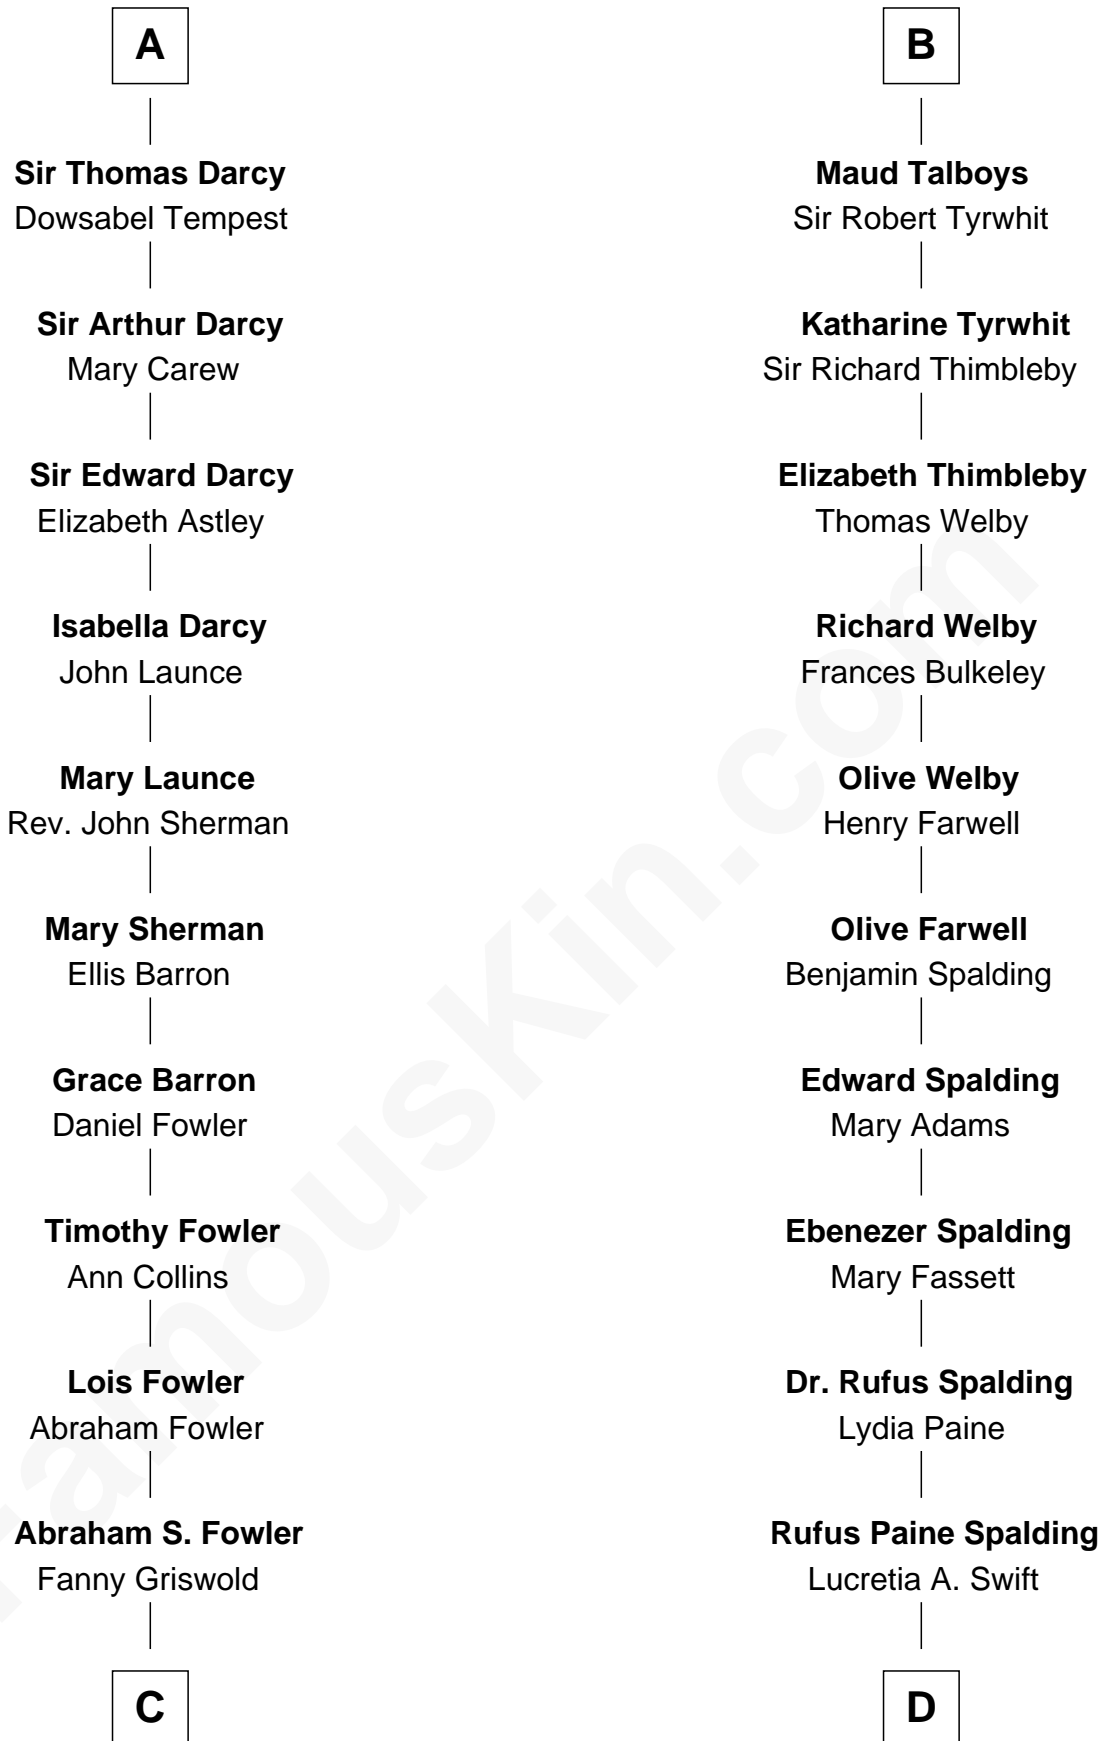 A
Sir Thomas Darcy
Dowsabel Tempest
Sir Arthur Darcy
Mary Carew
Sir Edward Darcy
Elizabeth Astley
Isabella Darcy
John Launce
Mary Launce
Rev. John Sherman
Mary Sherman
Ellis Barron
Grace Barron
Daniel Fowler
Timothy Fowler
Ann Collins
Lois Fowler
Abraham Fowler
Abraham S. Fowler
Fanny Griswold
C
B
Maud Talboys
Sir Robert Tyrwhit
Katharine Tyrwhit
Sir Richard Thimbleby
Elizabeth Thimbleby
Thomas Welby
Richard Welby
Frances Bulkeley
Olive Welby
Henry Farwell
Olive Farwell
Benjamin Spalding
Edward Spalding
Mary Adams
Ebenezer Spalding
Mary Fassett
Dr. Rufus Spalding
Lydia Paine
Rufus Paine Spalding
Lucretia A. Swift
D
FamousKin.com